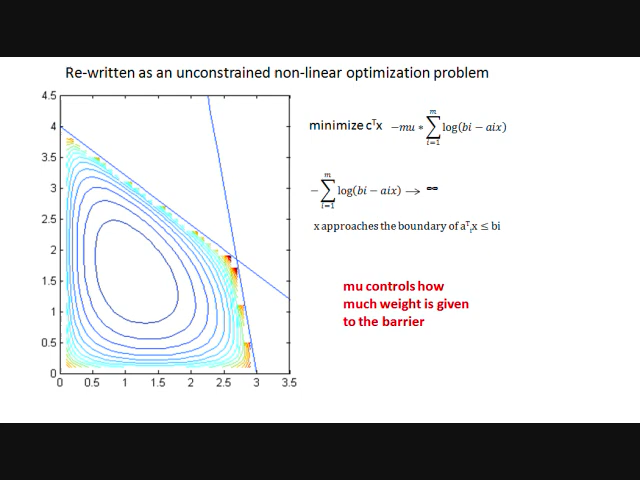 Re-written as an unconstrained non-linear optimization problem
4.5
4
3.5
3
2.5
2
1.5
1
0.5
0
0 0.5 1 1.5 2 2.5 3 3.5
minimize cᵀx −mu ∗ ∑ᵢ₌₁ᵐ log(bi − aix)
− ∑ᵢ₌₁ᵐ log(bi − aix) → ∞
x approaches the boundary of aᵀᵢx ≤ bi
mu controls how
much weight is given
to the barrier